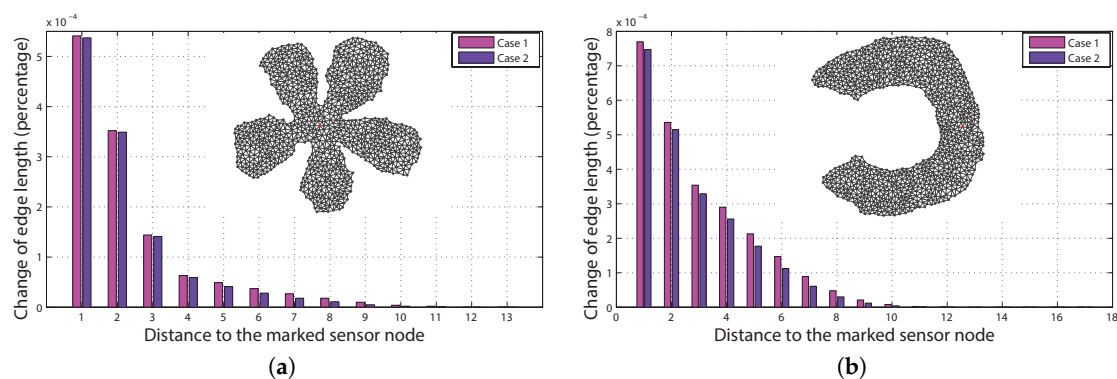 x 10⁻⁴
Change of edge length (percentage)
5
4
3
2
1
0
1 2 3 4 5 6 7 8 9 10 11 12 13
Distance to the marked sensor node
Case 1
Case 2
(a)
x 10⁻⁴
Change of edge length (percentage)
8
7
6
5
4
3
2
1
0
0 2 4 6 8 10 12 14 16 18
Distance to the marked sensor node
Case 1
Case 2
(b)